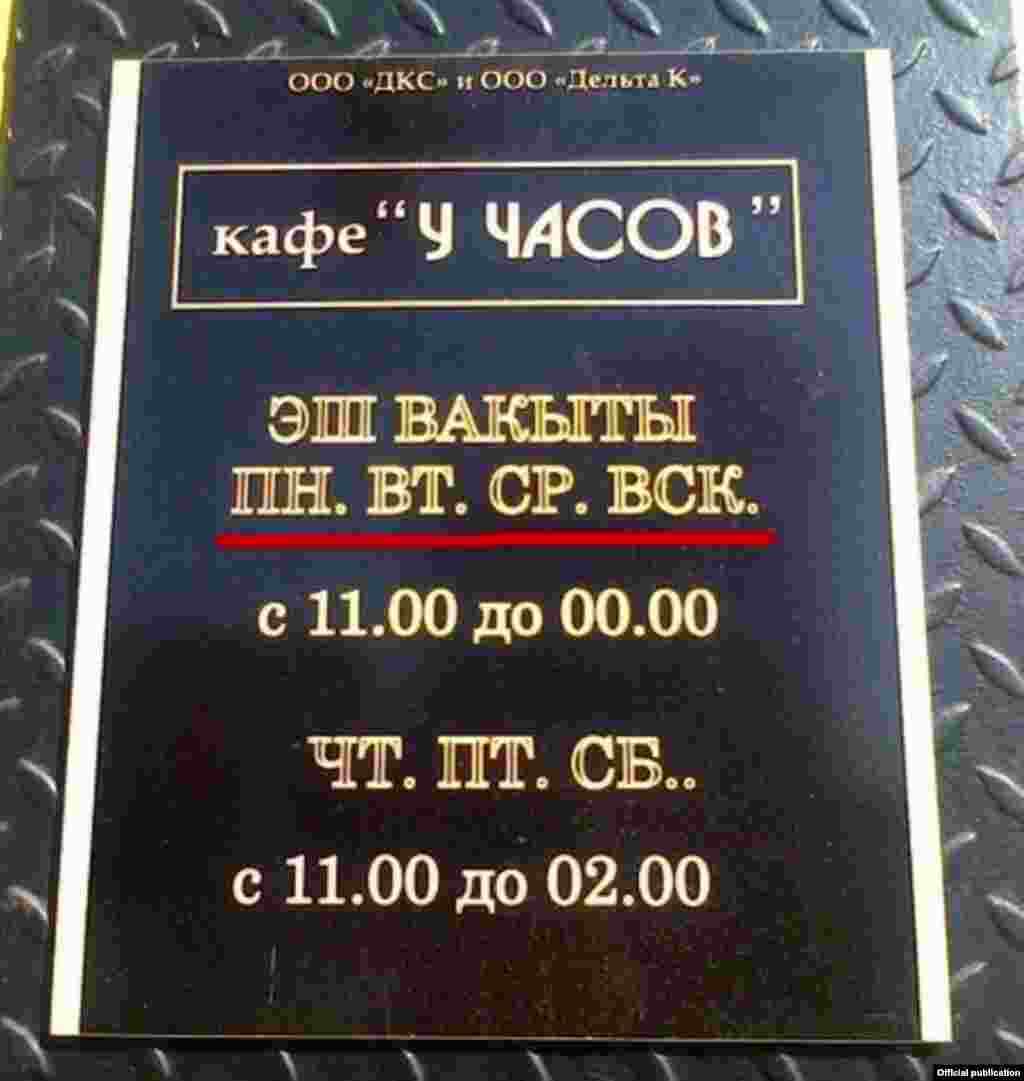 ООО «ДКС» и ООО «Дельта К»
кафе “У ЧАСОВ”
ЭШ ВАКЫТЫ
ПН. ВТ. СР. ВСК.
с 11.00 до 00.00
ЧТ. ПТ. СБ..
с 11.00 до 02.00
Official publication